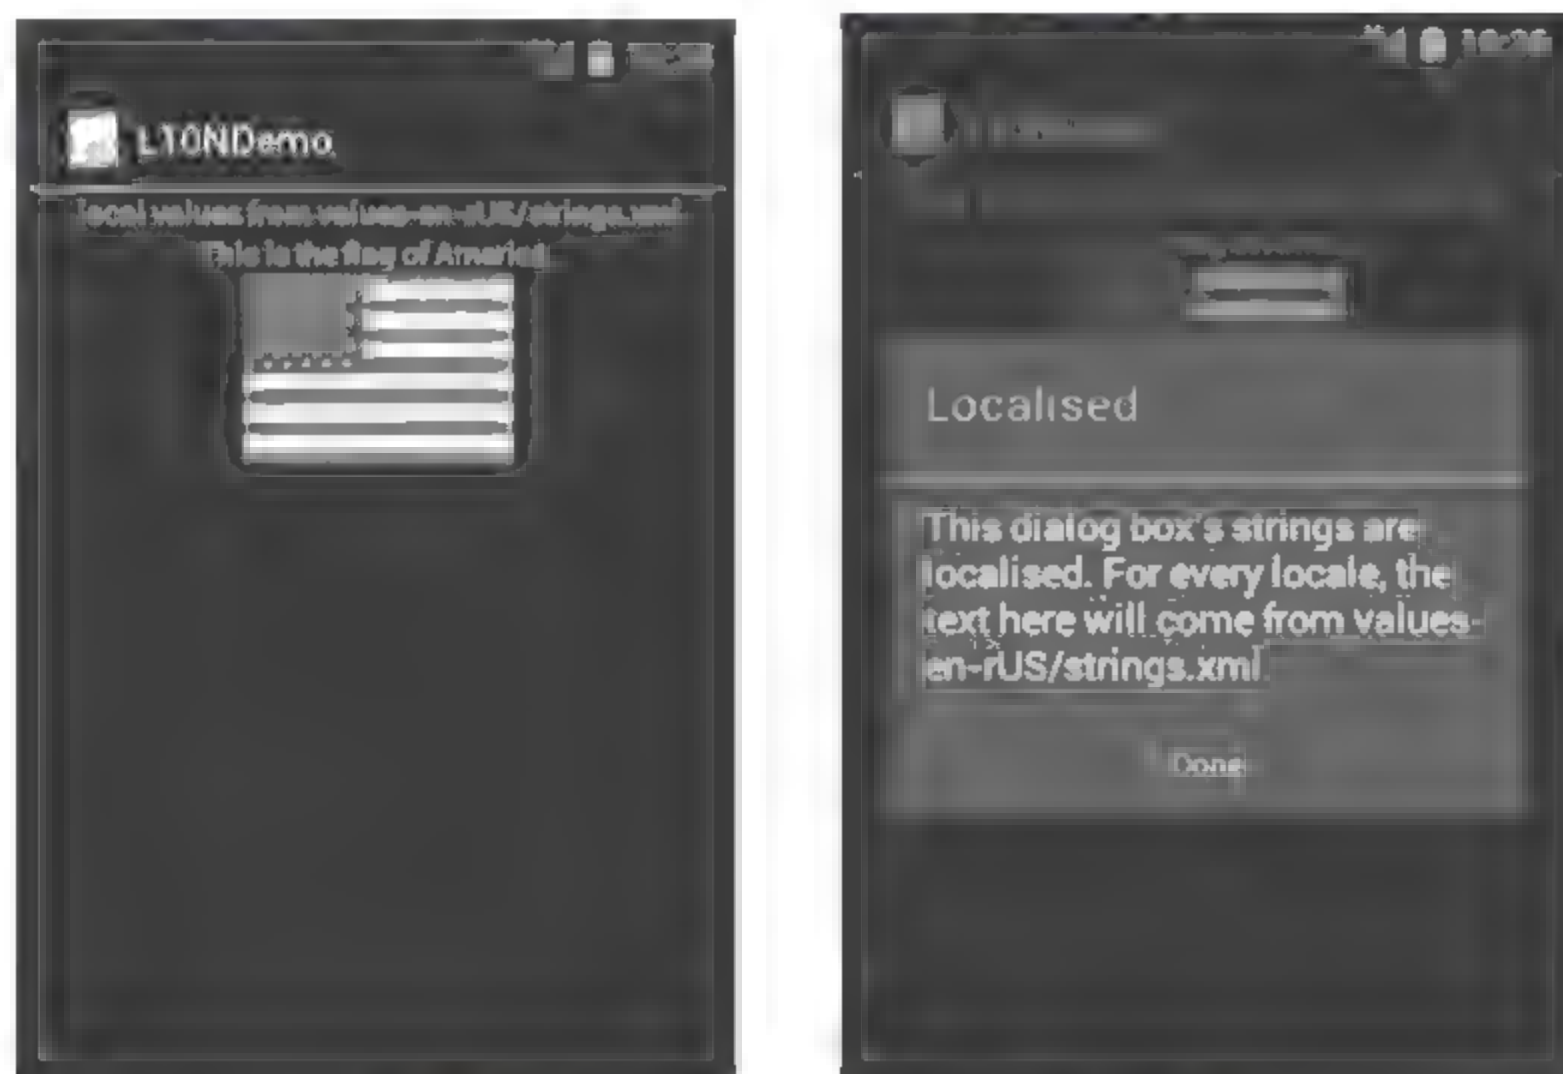 L10NDemo
local values from values-en-rUS/strings.xml
This is the flag of America!
Localised
This dialog box's strings are
localised. For every locale, the
text here will come from values-
en-rUS/strings.xml.
Done